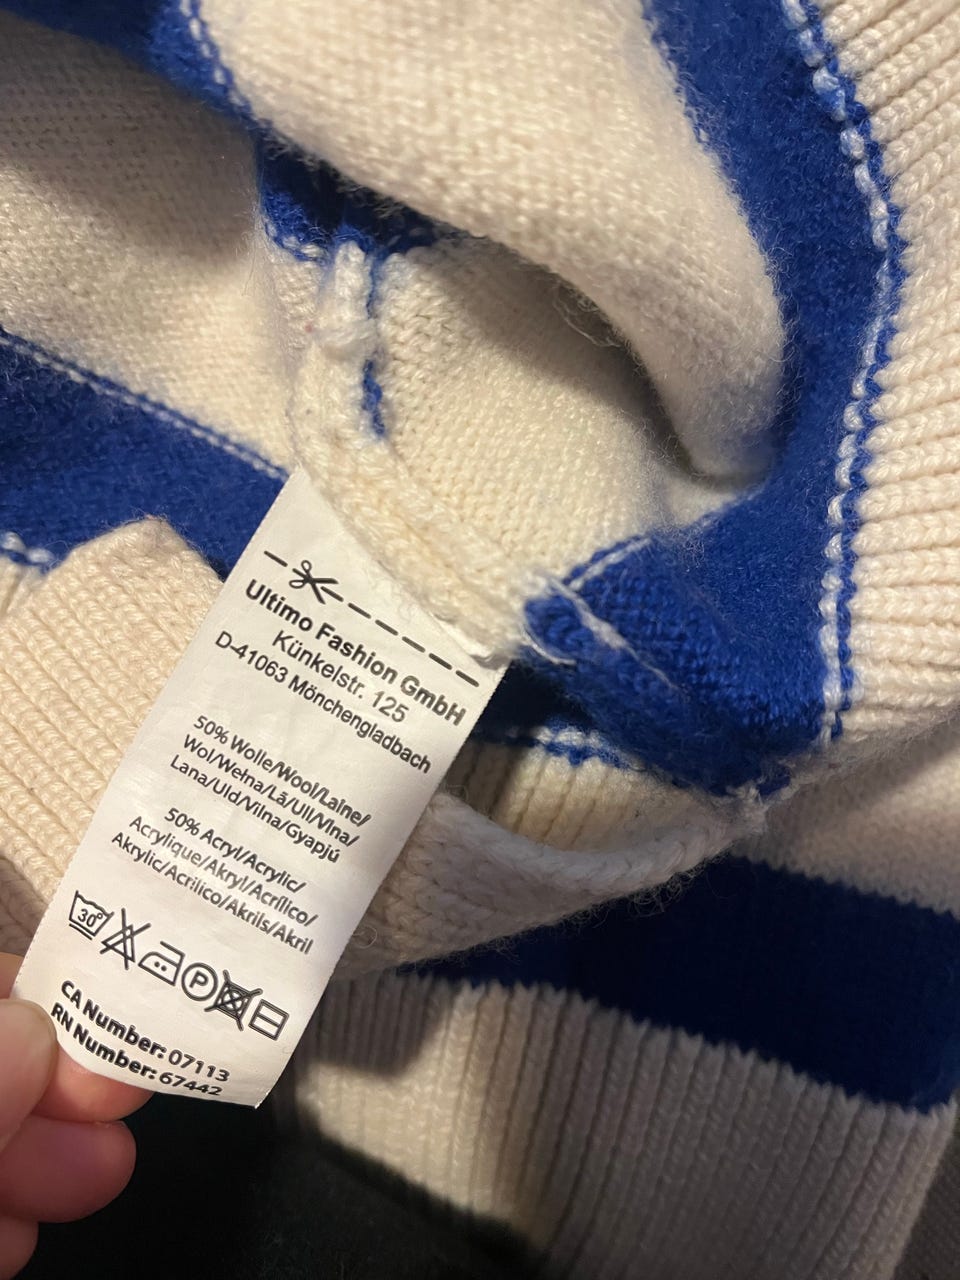 Ultimo Fashion GmbH
Künkelstr. 125
D-41063 Mönchengladbach
50% Wolle/Wool/Laine/
Wol/Wełna/Lã/Ull/Vlna/
Lana/Uld/Vilna/Gyapjú
50% Acryl/Acrylic/
Acrylique/Akryl/Acrílico/
Akrylic/Acrilico/Akrils/Akril
30°
P
CA Number: 07113
RN Number: 67442